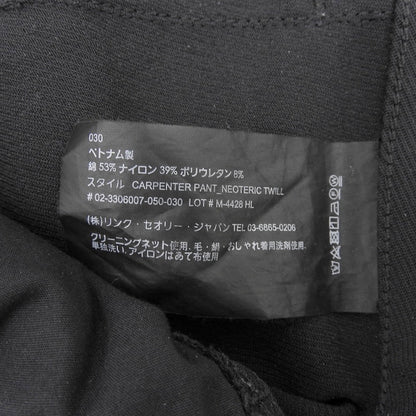 030
ベトナム製
綿 53% ナイロン 39% ポリウレタン 8%
スタイル CARPENTER PANT_NEOTERIC TWILL
# 02-3306007-050-030 LOT # M-4428 HL
(株)リンク・セオリー・ジャパン TEL 03-6865-0206
クリーニングネット使用、毛・絹・おしゃれ着用洗剤使用、
単独洗い、アイロンはあて布使用